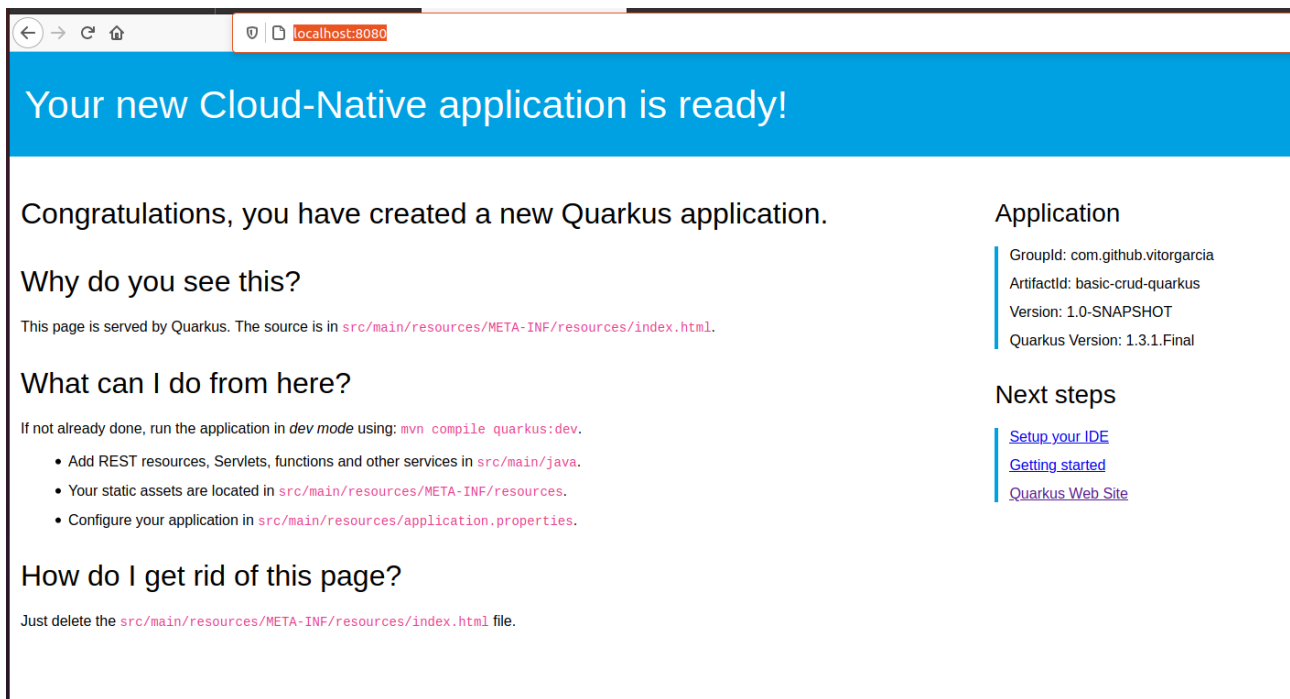 localhost:8080
Your new Cloud-Native application is ready!
Congratulations, you have created a new Quarkus application.
Why do you see this?
This page is served by Quarkus. The source is in src/main/resources/META-INF/resources/index.html.
What can I do from here?
If not already done, run the application in dev mode using: mvn compile quarkus:dev.
• Add REST resources, Servlets, functions and other services in src/main/java.
• Your static assets are located in src/main/resources/META-INF/resources.
• Configure your application in src/main/resources/application.properties.
How do I get rid of this page?
Just delete the src/main/resources/META-INF/resources/index.html file.
Application
GroupId: com.github.vitorgarcia
ArtifactId: basic-crud-quarkus
Version: 1.0-SNAPSHOT
Quarkus Version: 1.3.1.Final
Next steps
Setup your IDE
Getting started
Quarkus Web Site